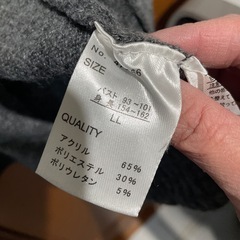 No.
SIZE
バスト 93~101
身長 154~162
LL
QUALITY
アクリル 65%
ポリエステル 30%
ポリウレタン 5%